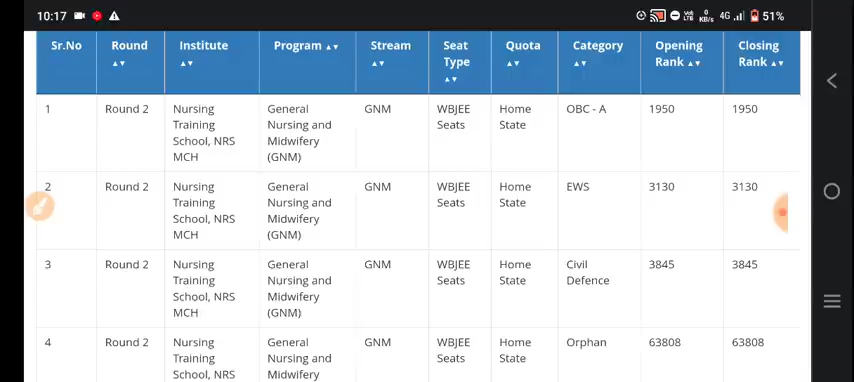 10:17 0 KB/s 4G 51%
Sr.No Round Institute Program ▲▼ Stream Seat Type Quota Category Opening Rank ▲▼ Closing Rank ▲▼
1 Round 2 Nursing General GNM WBJEE Home OBC - A 1950 1950
Training Nursing and Seats State
School, NRS Midwifery
MCH (GNM)
2 Round 2 Nursing General GNM WBJEE Home EWS 3130 3130
Training Nursing and Seats State
School, NRS Midwifery
MCH (GNM)
3 Round 2 Nursing General GNM WBJEE Home Civil 3845 3845
Training Nursing and Seats State Defence
School, NRS Midwifery
MCH (GNM)
4 Round 2 Nursing General GNM WBJEE Home Orphan 63808 63808
Training Nursing and Seats State
School, NRS Midwifery